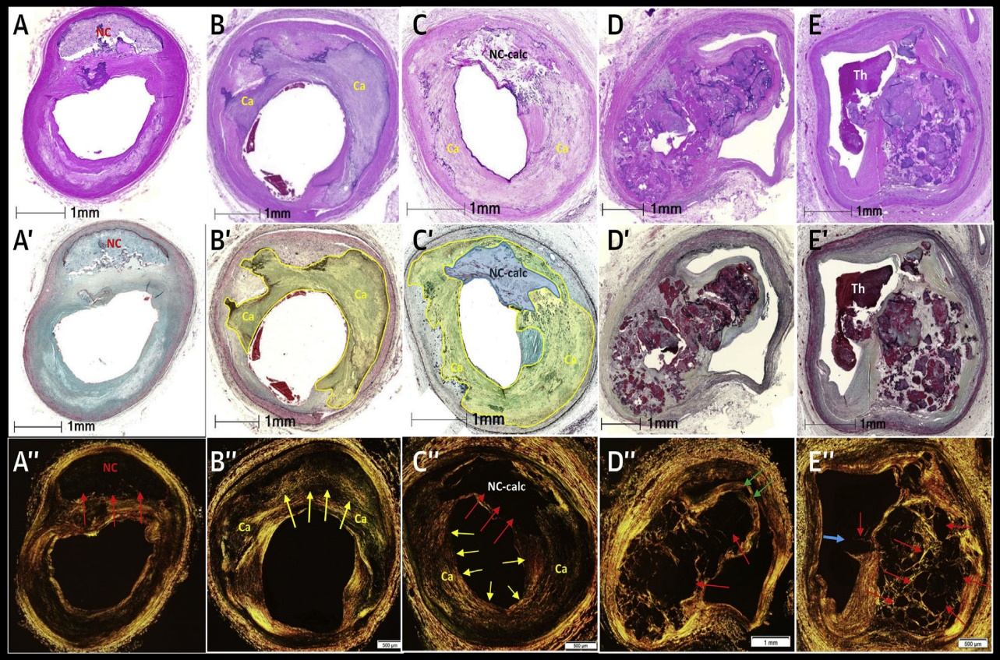 A
NC
1mm
B
Ca
Ca
1mm
C
NC-calc
Ca
Ca
1mm
D
1mm
E
Th
1mm
A'
NC
1mm
B'
Ca
Ca
1mm
C'
NC-calc
Ca
Ca
1mm
D'
1mm
E'
Th
1mm
A''
NC
B''
Ca
Ca
500 µm
C''
NC-calc
Ca
Ca
500 µm
D''
1 mm
E''
500 µm